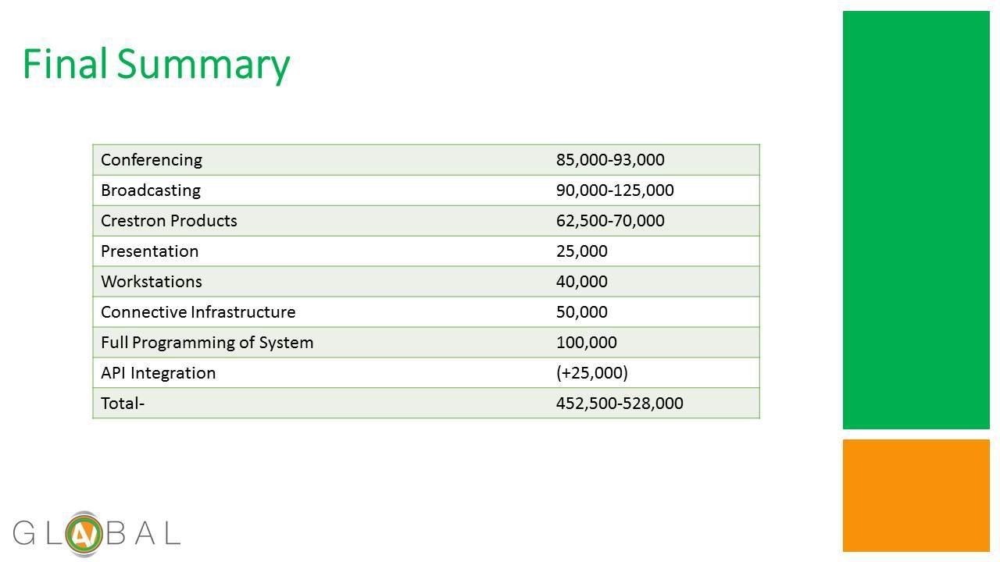 Final Summary
Conferencing 85,000-93,000
Broadcasting 90,000-125,000
Crestron Products 62,500-70,000
Presentation 25,000
Workstations 40,000
Connective Infrastructure 50,000
Full Programming of System 100,000
API Integration (+25,000)
Total- 452,500-528,000
GLOBAL
AV